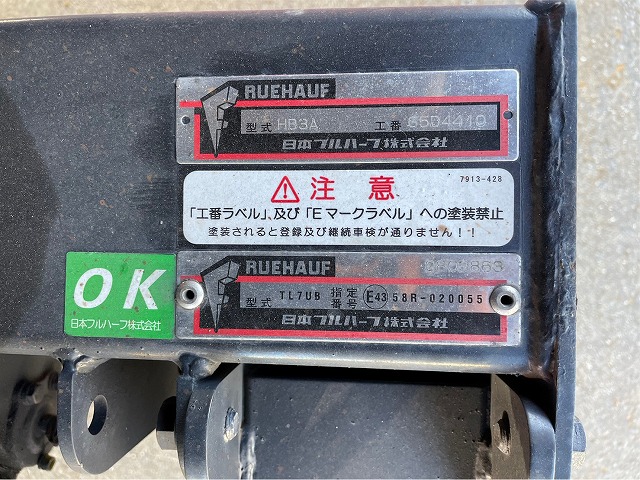 RUEHAUF
型式 HB3A 工番 65D4419
日本フルハーフ株式会社
注意 7913-428
「工番ラベル」、及び「Eマークラベル」への塗装禁止
塗装されると登録及び継続車検が通りません!!
RUEHAUF
型式 TL7UB 指定番号 E43 58R-020055
日本フルハーフ株式会社
OK
日本フルハーフ株式会社